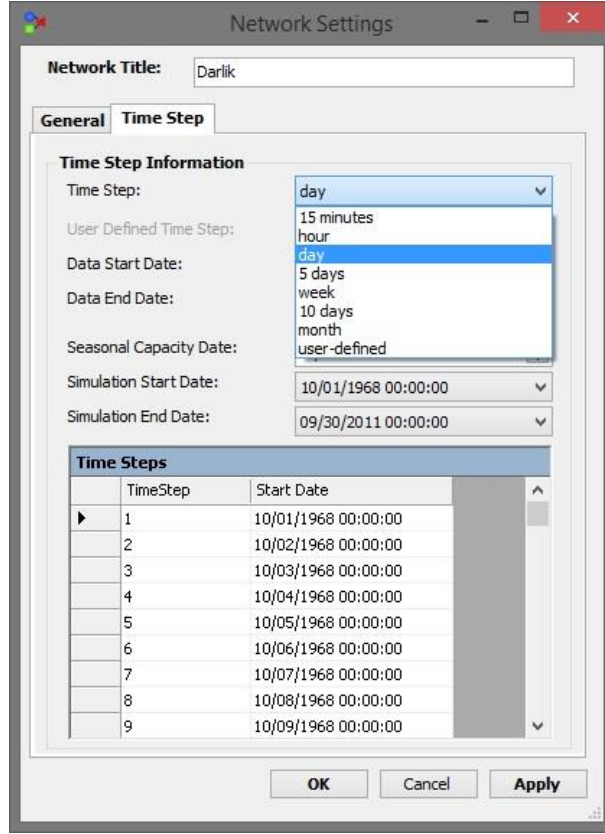 Network Settings
Network Title: Darlik
General Time Step
Time Step Information
Time Step: day
15 minutes
User Defined Time Step: hour
day
Data Start Date: 5 days
week
Data End Date: 10 days
month
Seasonal Capacity Date: user-defined
Simulation Start Date: 10/01/1968 00:00:00
Simulation End Date: 09/30/2011 00:00:00
Time Steps
TimeStep Start Date
1 10/01/1968 00:00:00
2 10/02/1968 00:00:00
3 10/03/1968 00:00:00
4 10/04/1968 00:00:00
5 10/05/1968 00:00:00
6 10/06/1968 00:00:00
7 10/07/1968 00:00:00
8 10/08/1968 00:00:00
9 10/09/1968 00:00:00
OK Cancel Apply